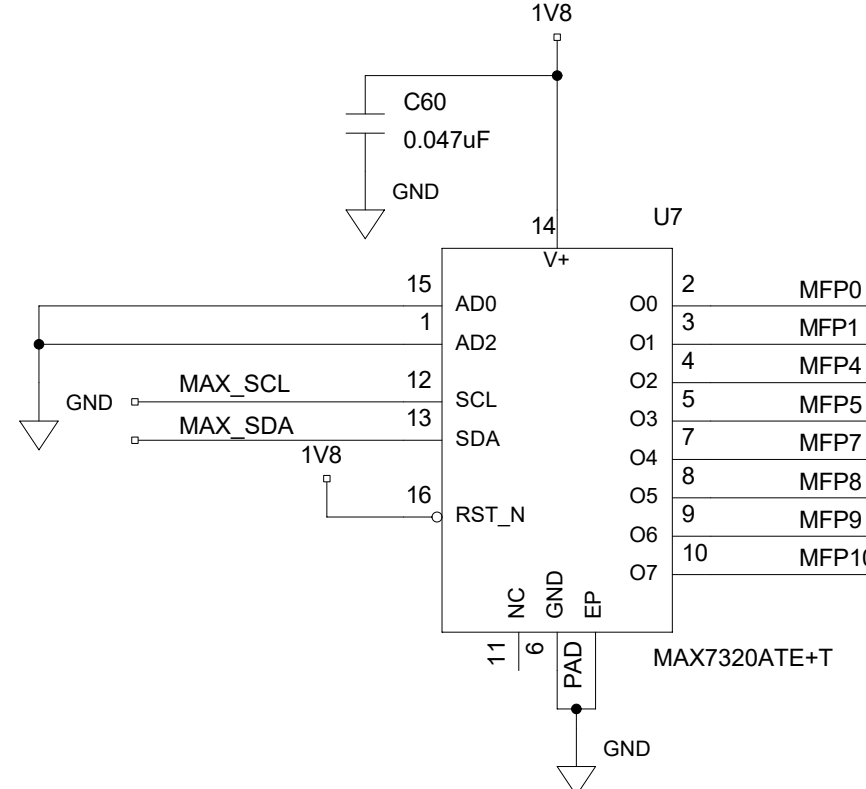 1V8
C60
0.047uF
GND
U7
14
V+
15 AD0 O0 2 MFP0
1 AD2 O1 3 MFP1
O2 4 MFP4
GND MAX_SCL 12 SCL
O3 5 MFP5
MAX_SDA 13 SDA
O4 7 MFP7
1V8
O5 8 MFP8
16 RST_N
O6 9 MFP9
O7 10 MFP10
NC GND EP
11 6 PAD
MAX7320ATE+T
GND